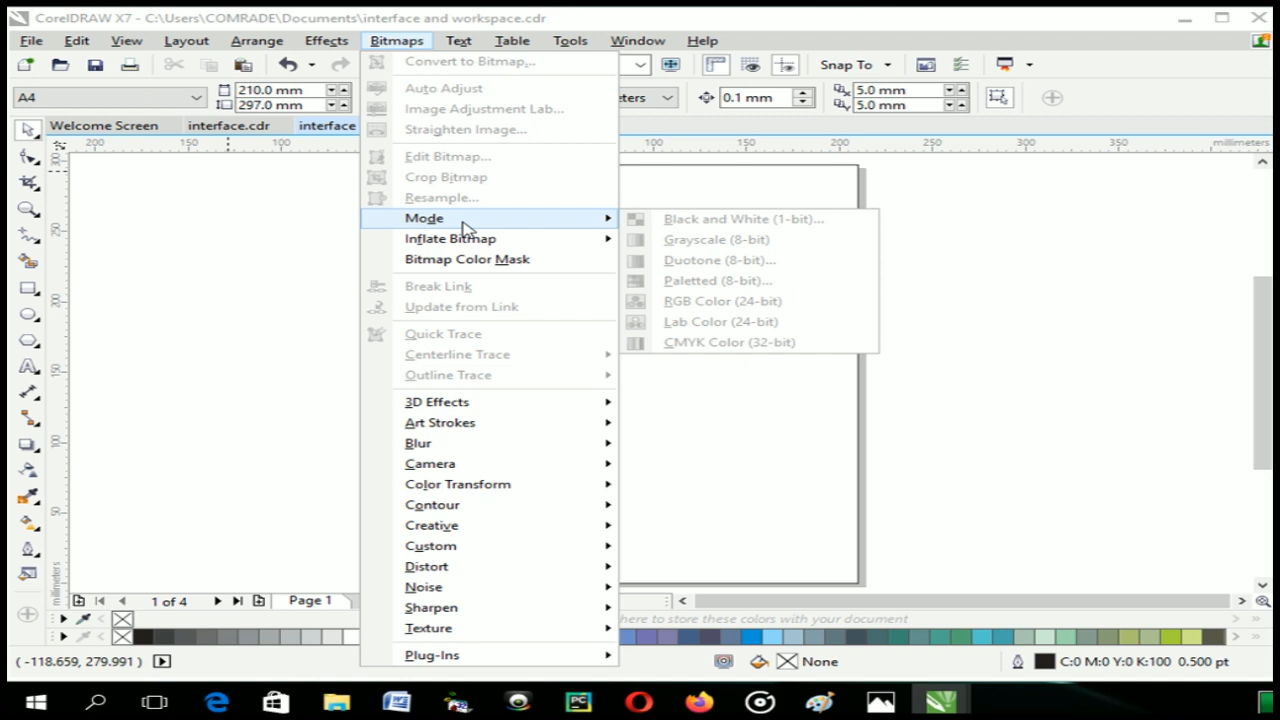 CorelDRAW X7 - C:\Users\COMRADE\Documents\interface and workspace.cdr
File Edit View Layout Arrange Effects Bitmaps Text Table Tools Window Help
Snap To
A4
210.0 mm
297.0 mm
0.1 mm
5.0 mm
5.0 mm
Welcome Screen interface.cdr interface
200 150 100 100 150 200 250 300 350 millimeters
300
250
200
150
100
50
millimeters
Convert to Bitmap...
Auto Adjust
Image Adjustment Lab...
Straighten Image...
Edit Bitmap...
Crop Bitmap
Resample...
Mode
Inflate Bitmap
Bitmap Color Mask
Break Link
Update from Link
Quick Trace
Centerline Trace
Outline Trace
3D Effects
Art Strokes
Blur
Camera
Color Transform
Contour
Creative
Custom
Distort
Noise
Sharpen
Texture
Plug-Ins
Black and White (1-bit)...
Grayscale (8-bit)
Duotone (8-bit)...
Paletted (8-bit)...
RGB Color (24-bit)
Lab Color (24-bit)
CMYK Color (32-bit)
1 of 4 Page 1
here to store these colors with your document
( -118.659, 279.991 ) None C:0 M:0 Y:0 K:100 0.500 pt